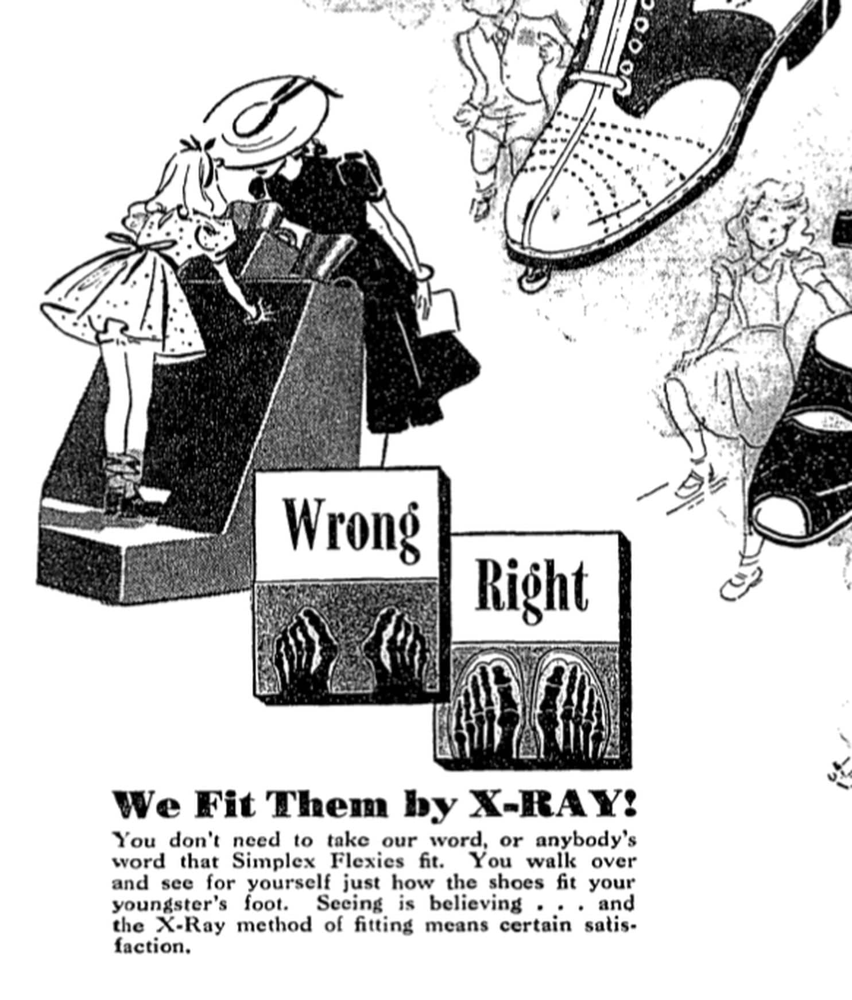 Wrong
Right
We Fit Them by X-RAY!
You don't need to take our word, or anybody's
word that Simplex Flexies fit. You walk over
and see for yourself just how the shoes fit your
youngster's foot. Seeing is believing . . . and
the X-Ray method of fitting means certain satis-
faction.